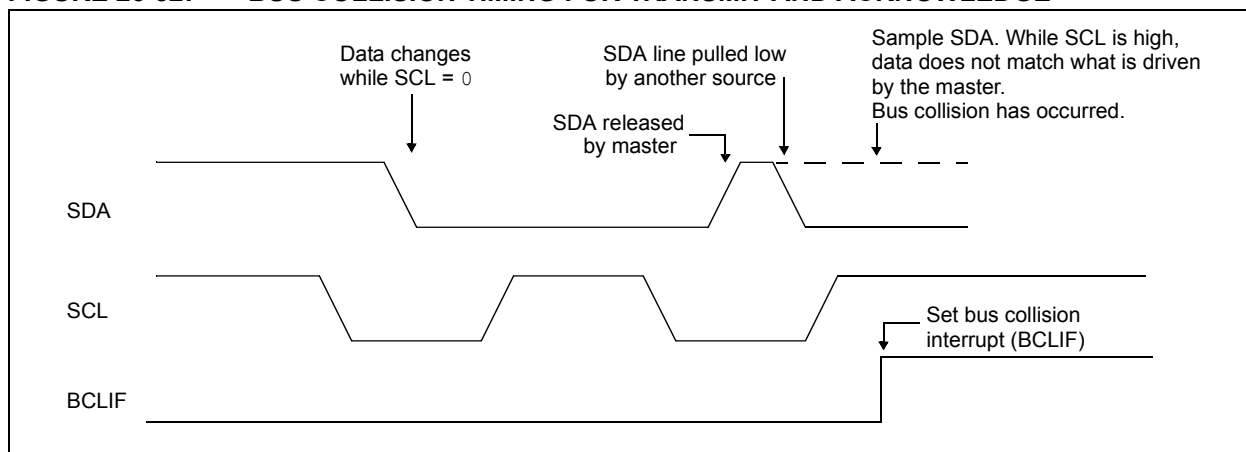 Data changes
while SCL = 0
SDA line pulled low
by another source
SDA released
by master
Sample SDA. While SCL is high,
data does not match what is driven
by the master.
Bus collision has occurred.
SDA
SCL
Set bus collision
interrupt (BCLIF)
BCLIF